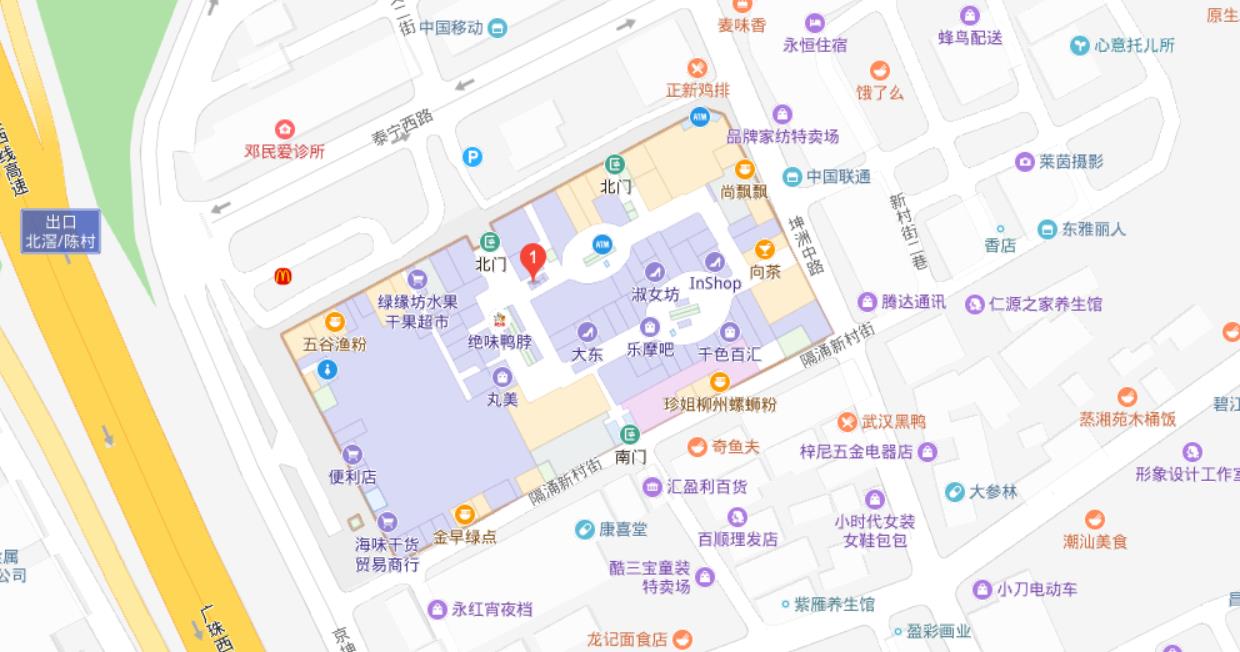 麦味香
原生
中国移动
永恒住宿
蜂鸟配送
心意托儿所
正新鸡排
饿了么
ATM
品牌家纺特卖场
泰宁西路
邓民爱诊所
P
北门
尚飘飘
中国联通
莱茵摄影
出口
北滘/陈村
线高速
北门
1
ATM
坤洲中路
新村街二巷
香店
东雅丽人
向茶
InShop
淑女坊
绿缘坊水果
干果超市
腾达通讯
仁源之家养生馆
五谷渔粉
绝味鸭脖
大东
乐摩吧
千色百汇
隔涌新村街
丸美
珍姐柳州螺蛳粉
蒸湘苑木桶饭
碧江
武汉黑鸭
南门
奇鱼夫
梓尼五金电器店
便利店
隔涌新村街
汇盈利百货
大参林
形象设计工作室
金早绿点
康喜堂
百顺理发店
小时代女装
女鞋包包
潮汕美食
海味干货
贸易商行
酷三宝童装
特卖场
公司
小刀电动车
永红宵夜档
紫雁养生馆
广珠西
京坤
龙记面食店
盈彩画业